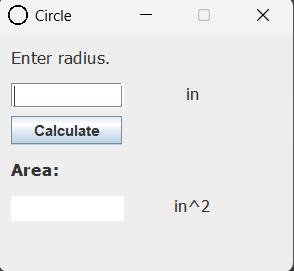 Circle
Enter radius.
in
Calculate
Area:
in^2